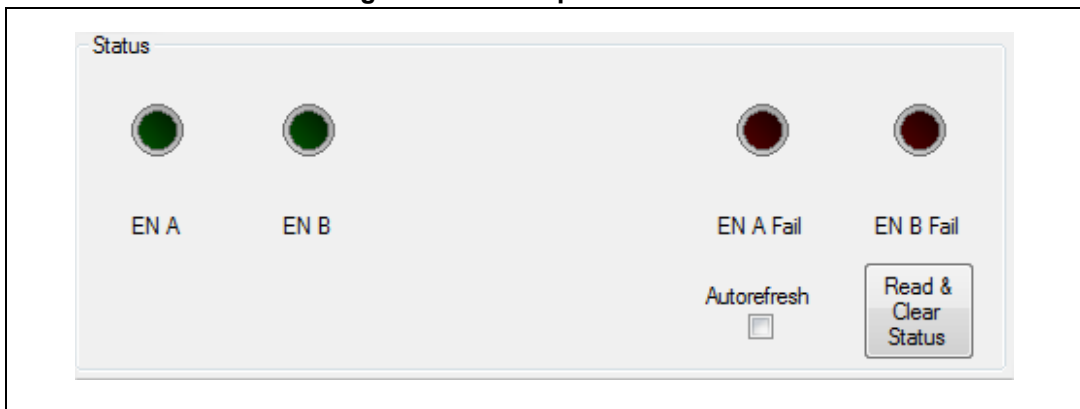 Status
EN A
EN B
EN A Fail
EN B Fail
Autorefresh
Read &
Clear
Status